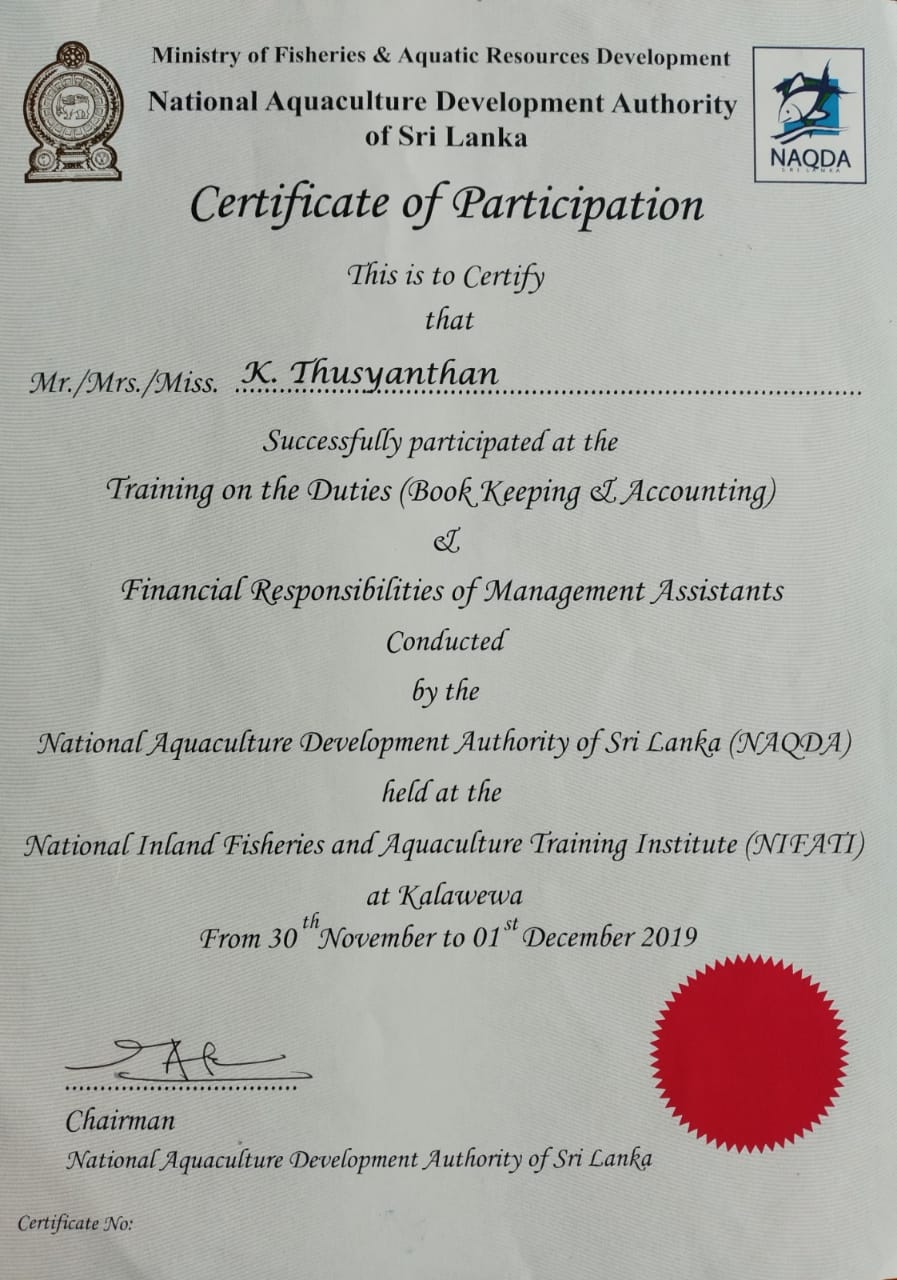 Ministry of Fisheries & Aquatic Resources Development
National Aquaculture Development Authority
of Sri Lanka
NAQDA
SRI LANKA
Certificate of Participation
This is to Certify
that
Mr./Mrs./Miss. K. Thusyanthan
Successfully participated at the
Training on the Duties (Book Keeping & Accounting)
&
Financial Responsibilities of Management Assistants
Conducted
by the
National Aquaculture Development Authority of Sri Lanka (NAQDA)
held at the
National Inland Fisheries and Aquaculture Training Institute (NIFATI)
at Kalawewa
From 30th November to 01st December 2019
Chairman
National Aquaculture Development Authority of Sri Lanka
Certificate No: